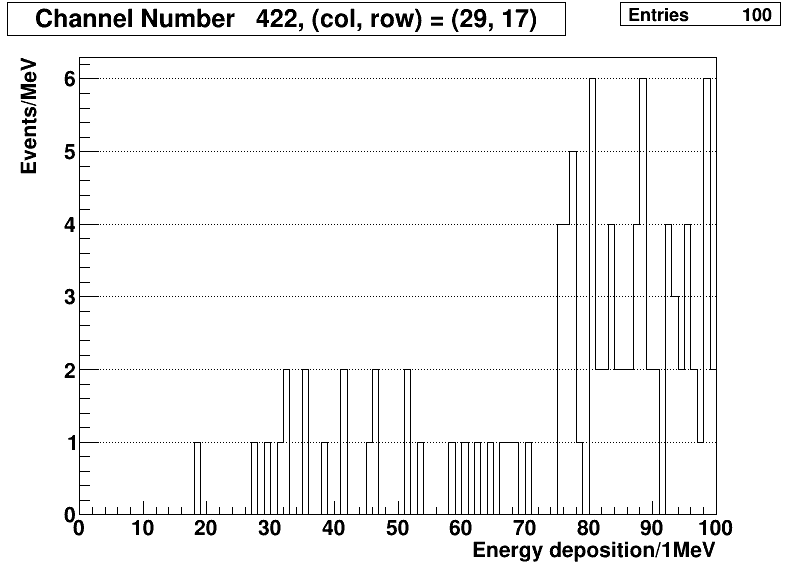 Channel Number 422, (col, row) = (29, 17)
Entries 100
Events/MeV
6
5
4
3
2
1
0
0 10 20 30 40 50 60 70 80 90 100
Energy deposition/1MeV